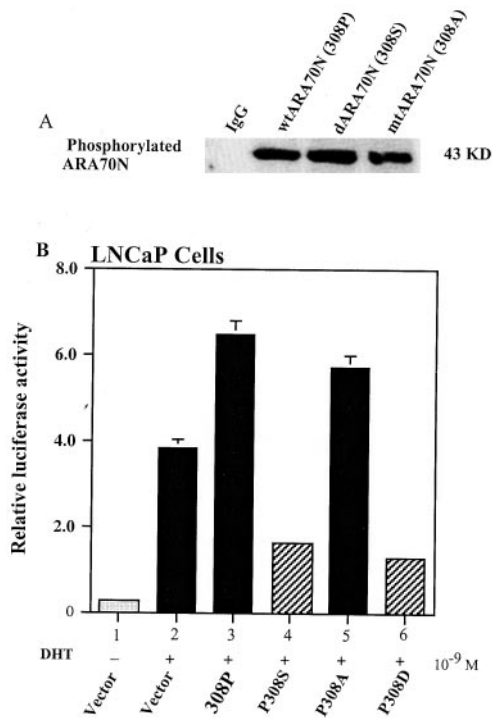 IgG
wtARA70N (308P)
dARA70N (308S)
mtARA70N (308A)
A
Phosphorylated
ARA70N
43 KD
B
LNCaP Cells
8.0
6.0
4.0
2.0
0
Relative luciferase activity
1 2 3 4 5 6
DHT - + + + + + 10-9 M
Vector Vector 308P P308S P308A P308D